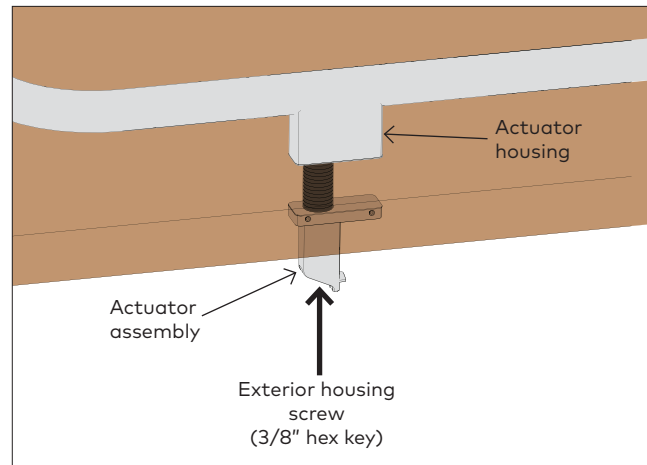 Actuator
housing
Actuator
assembly
Exterior housing
screw
(3/8" hex key)